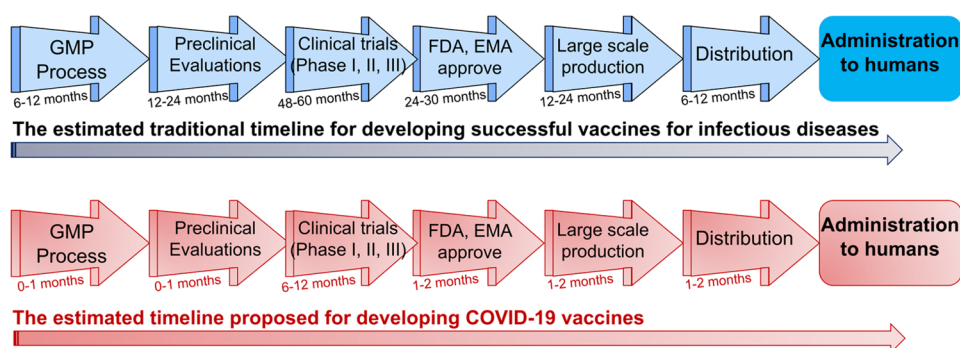 GMP
Process
6-12 months
Preclinical
Evaluations
12-24 months
Clinical trials
(Phase I, II, III)
48-60 months
FDA, EMA
approve
24-30 months
Large scale
production
12-24 months
Distribution
6-12 months
Administration
to humans
The estimated traditional timeline for developing successful vaccines for infectious diseases
GMP
Process
0-1 months
Preclinical
Evaluations
0-1 months
Clinical trials
(Phase I, II, III)
6-12 months
FDA, EMA
approve
1-2 months
Large scale
production
1-2 months
Distribution
1-2 months
Administration
to humans
The estimated timeline proposed for developing COVID-19 vaccines